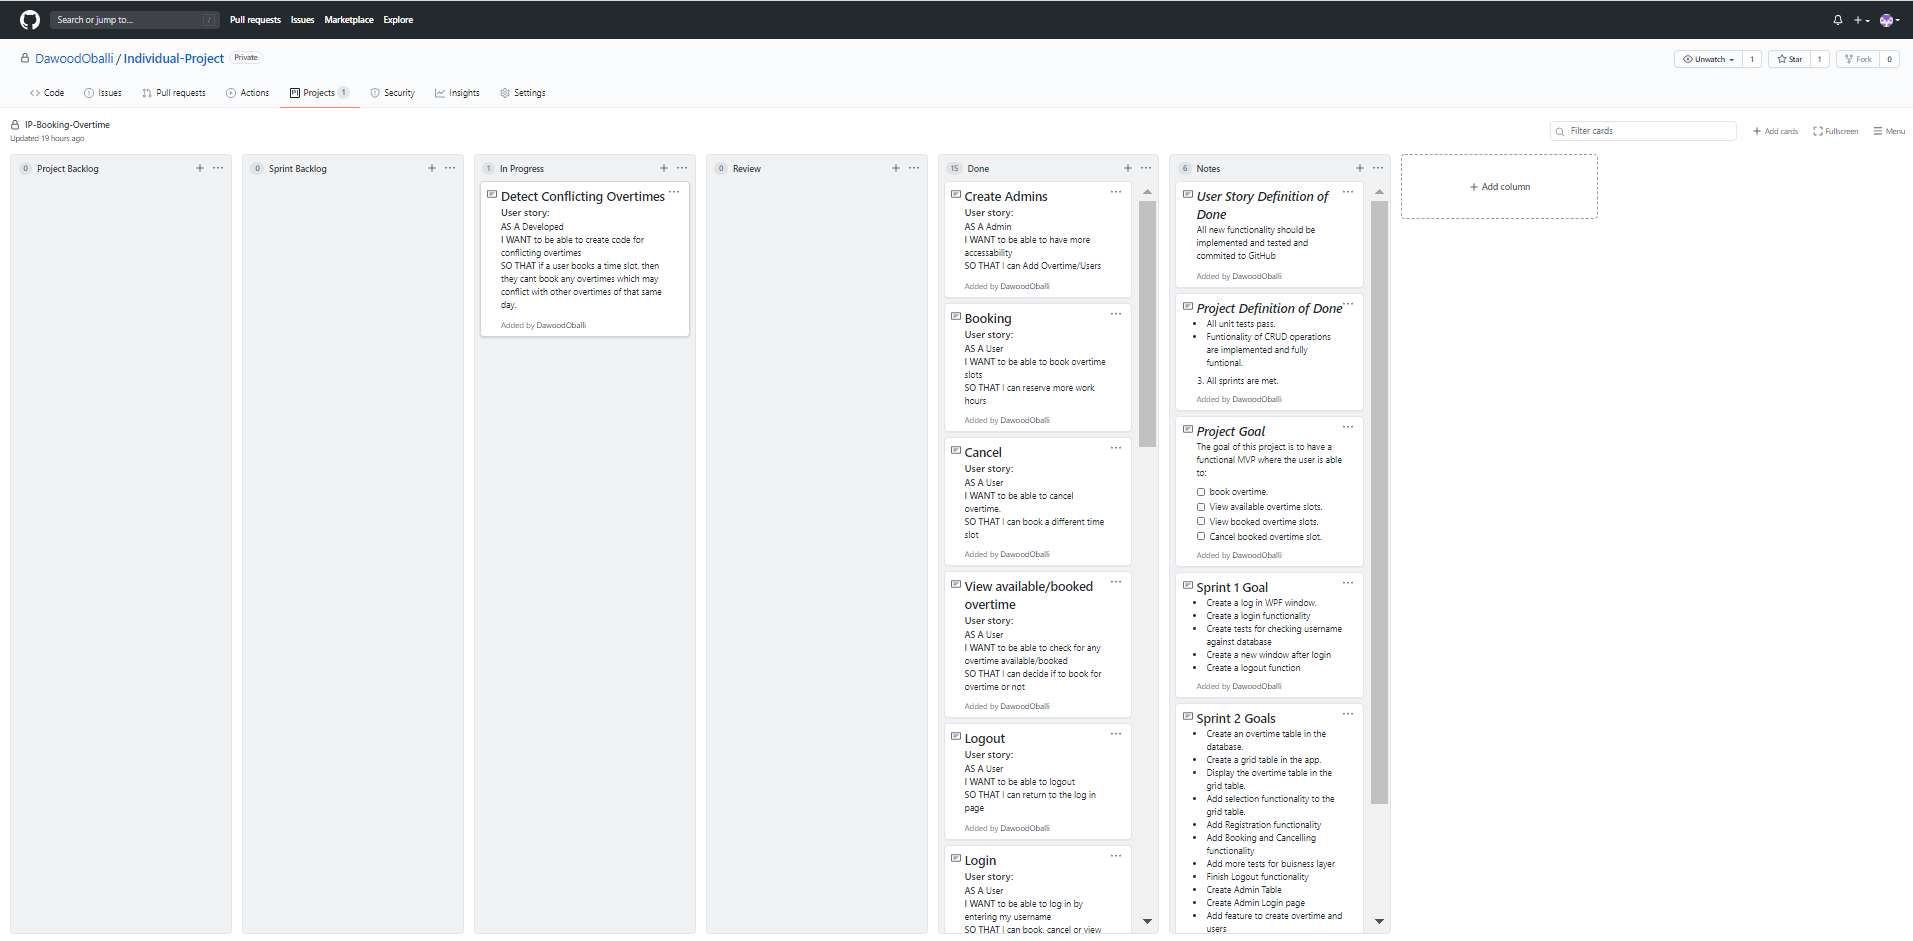 Search or jump to... /
Pull requests Issues Marketplace Explore
DawoodOballi / Individual-Project Private
Unwatch 1 Star 1 Fork 0
Code Issues Pull requests Actions Projects 1 Security Insights Settings
IP-Booking-Overtime
Updated 19 hours ago
Filter cards + Add cards Fullscreen Menu
0 Project Backlog + ...
0 Sprint Backlog + ...
1 In Progress + ...
Detect Conflicting Overtimes ...
User story:
AS A Developed
I WANT to be able to create code for
conflicting overtimes
SO THAT if a user books a time slot, then
they cant book any overtimes which may
conflict with other overtimes of that same
day.
Added by DawoodOballi
0 Review + ...
15 Done + ...
Create Admins ...
User story:
AS A Admin
I WANT to be able to have more
accessability
SO THAT I can Add Overtime/Users
Added by DawoodOballi
Booking ...
User story:
AS A User
I WANT to be able to book overtime
slots
SO THAT I can reserve more work
hours
Added by DawoodOballi
Cancel ...
User story:
AS A User
I WANT to be able to cancel
overtime.
SO THAT I can book a different time
slot
Added by DawoodOballi
View available/booked ...
overtime
User story:
AS A User
I WANT to be able to check for any
overtime available/booked
SO THAT I can decide if to book for
overtime or not
Added by DawoodOballi
Logout ...
User story:
AS A User
I WANT to be able to logout
SO THAT I can return to the log in
page
Added by DawoodOballi
Login ...
User story:
AS A User
I WANT to be able to log in by
entering my username
SO THAT I can book, cancel or view
6 Notes + ...
User Story Definition of ...
Done
All new functionality should be
implemented and tested and
commited to GitHub
Added by DawoodOballi
Project Definition of Done ...
• All unit tests pass.
• Funtionality of CRUD operations
are implemented and fully
funtional.
3. All sprints are met.
Added by DawoodOballi
Project Goal ...
The goal of this project is to have a
functional MVP where the user is able
to:
book overtime.
View available overtime slots.
View booked overtime slots.
Cancel booked overtime slot.
Added by DawoodOballi
Sprint 1 Goal ...
• Create a log in WPF window.
• Create a login functionality
• Create tests for checking username
against database
• Create a new window after login
• Create a logout function
Added by DawoodOballi
Sprint 2 Goals ...
• Create an overtime table in the
database.
• Create a grid table in the app.
• Display the overtime table in the
grid table.
• Add selection functionality to the
grid table.
• Add Registration functionality
• Add Booking and Cancelling
functionality
• Add more tests for buisness layer
• Finish Logout functionality
• Create Admin Table
• Create Admin Login page
• Add feature to create overtime and
users
+ Add column